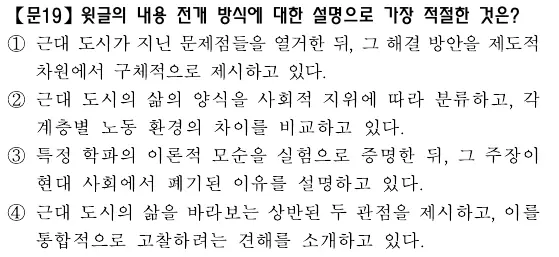 【문19】 윗글의 내용 전개 방식에 대한 설명으로 가장 적절한 것은?
① 근대 도시가 지닌 문제점들을 열거한 뒤, 그 해결 방안을 제도적
차원에서 구체적으로 제시하고 있다.
② 근대 도시의 삶의 양식을 사회적 지위에 따라 분류하고, 각
계층별 노동 환경의 차이를 비교하고 있다.
③ 특정 학파의 이론적 모순을 실험으로 증명한 뒤, 그 주장이
현대 사회에서 폐기된 이유를 설명하고 있다.
④ 근대 도시의 삶을 바라보는 상반된 두 관점을 제시하고, 이를
통합적으로 고찰하려는 견해를 소개하고 있다.